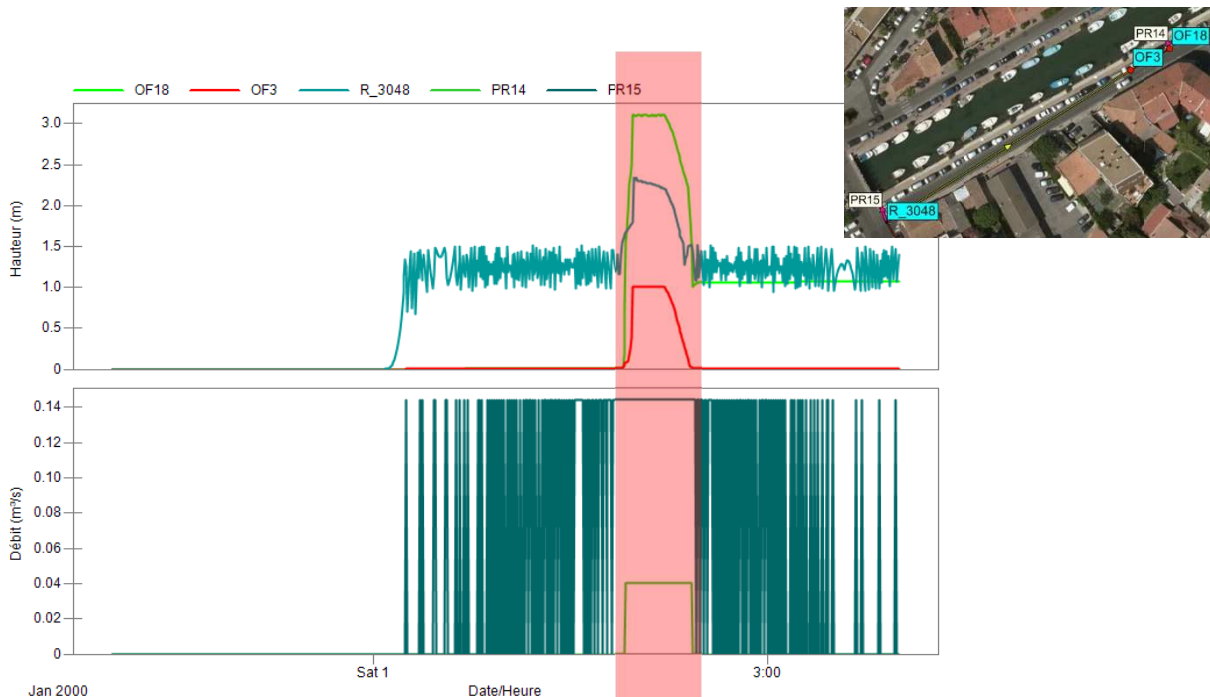 PR14
OF18
OF3
PR15
R_3048
OF18 OF3 R_3048 PR14 PR15
Hauteur (m)
3.0
2.5
2.0
1.5
1.0
0.5
0
Débit (m³/s)
0.14
0.12
0.10
0.08
0.06
0.04
0.02
0
Sat 1 3:00
Jan 2000 Date/Heure